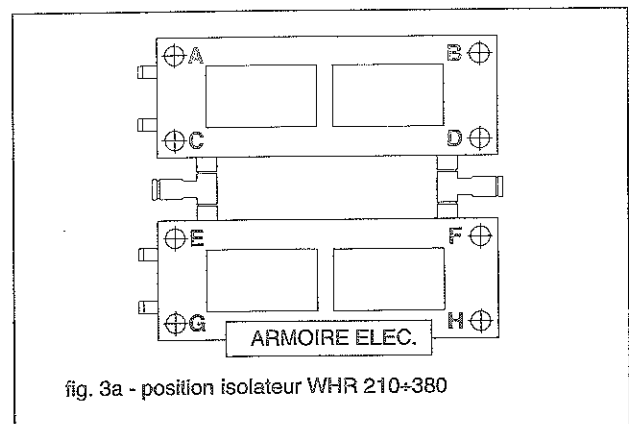 A B
C D
E F
G H
ARMOIRE ELEC.
fig. 3a - position isolateur WHR 210÷380